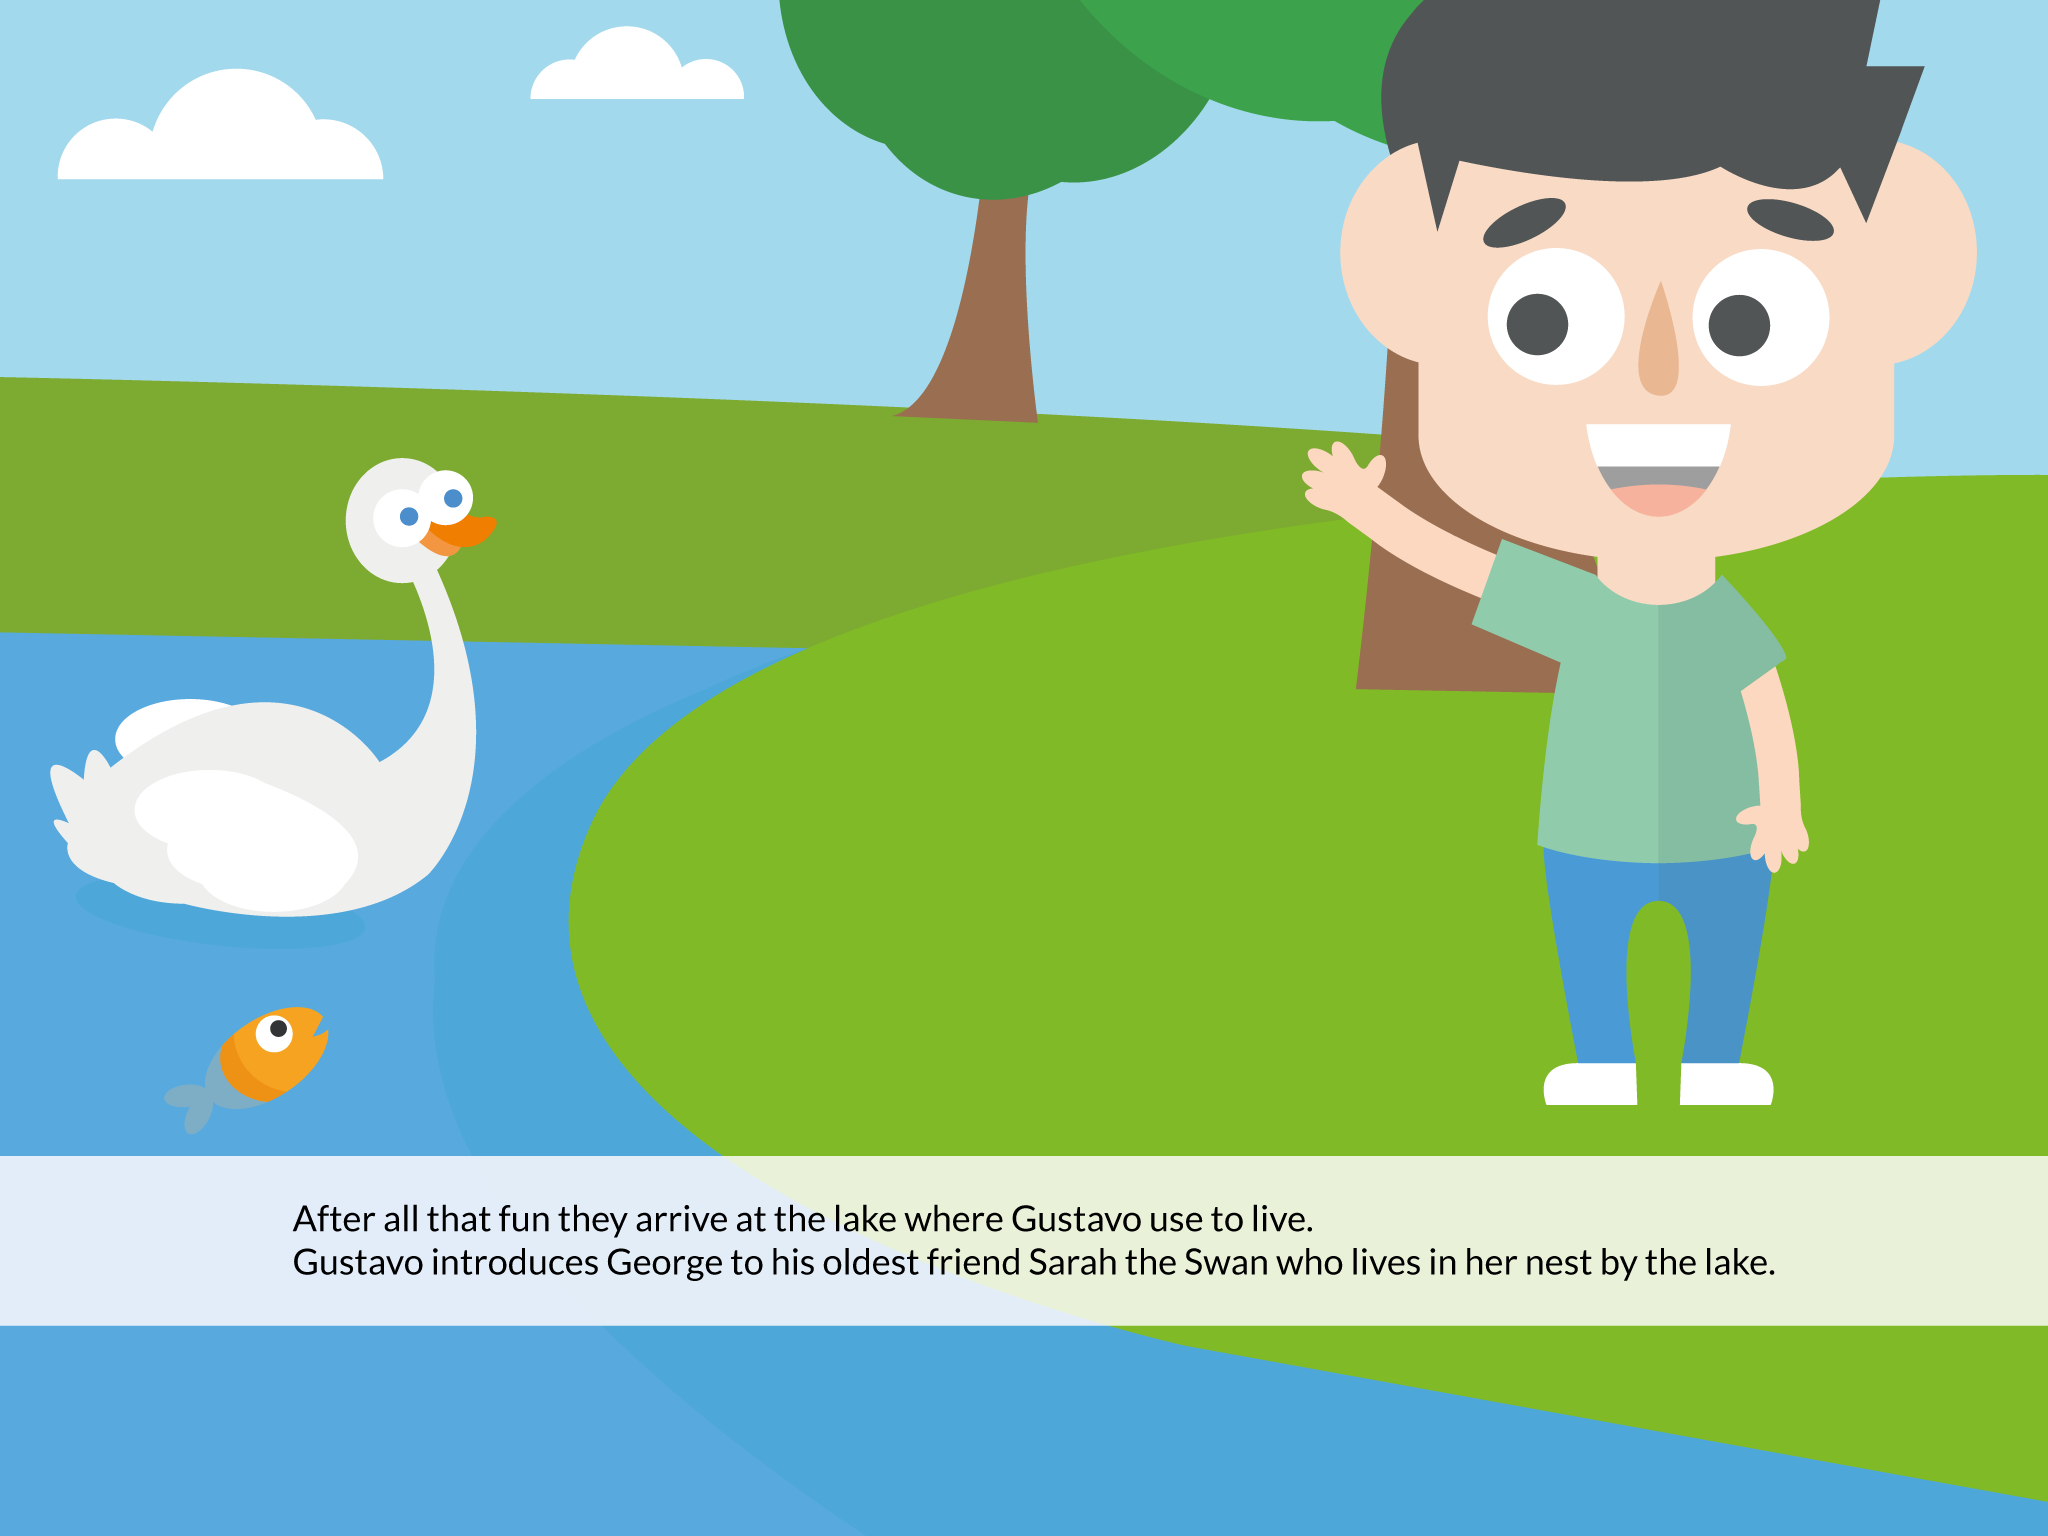 After all that fun they arrive at the lake where Gustavo use to live.
Gustavo introduces George to his oldest friend Sarah the Swan who lives in her nest by the lake.